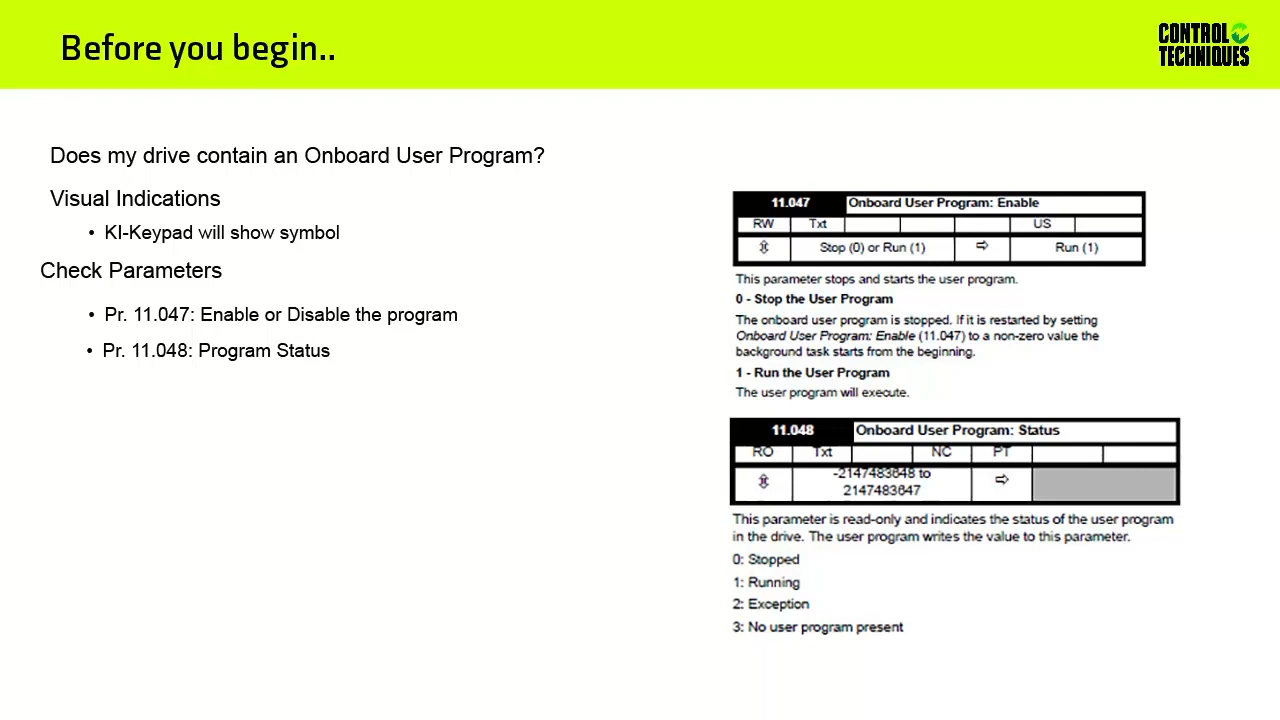 Before you begin..
CONTROL
TECHNIQUES
Does my drive contain an Onboard User Program?
Visual Indications
• KI-Keypad will show symbol
Check Parameters
• Pr. 11.047: Enable or Disable the program
• Pr. 11.048: Program Status
11.047 Onboard User Program: Enable
RW Txt US
⇕ Stop (0) or Run (1) ⇨ Run (1)
This parameter stops and starts the user program.
0 - Stop the User Program
The onboard user program is stopped. If it is restarted by setting
Onboard User Program: Enable (11.047) to a non-zero value the
background task starts from the beginning.
1 - Run the User Program
The user program will execute.
11.048 Onboard User Program: Status
RO Txt NC PT
⇕ -2147483648 to
2147483647 ⇨
This parameter is read-only and indicates the status of the user program
in the drive. The user program writes the value to this parameter.
0: Stopped
1: Running
2: Exception
3: No user program present